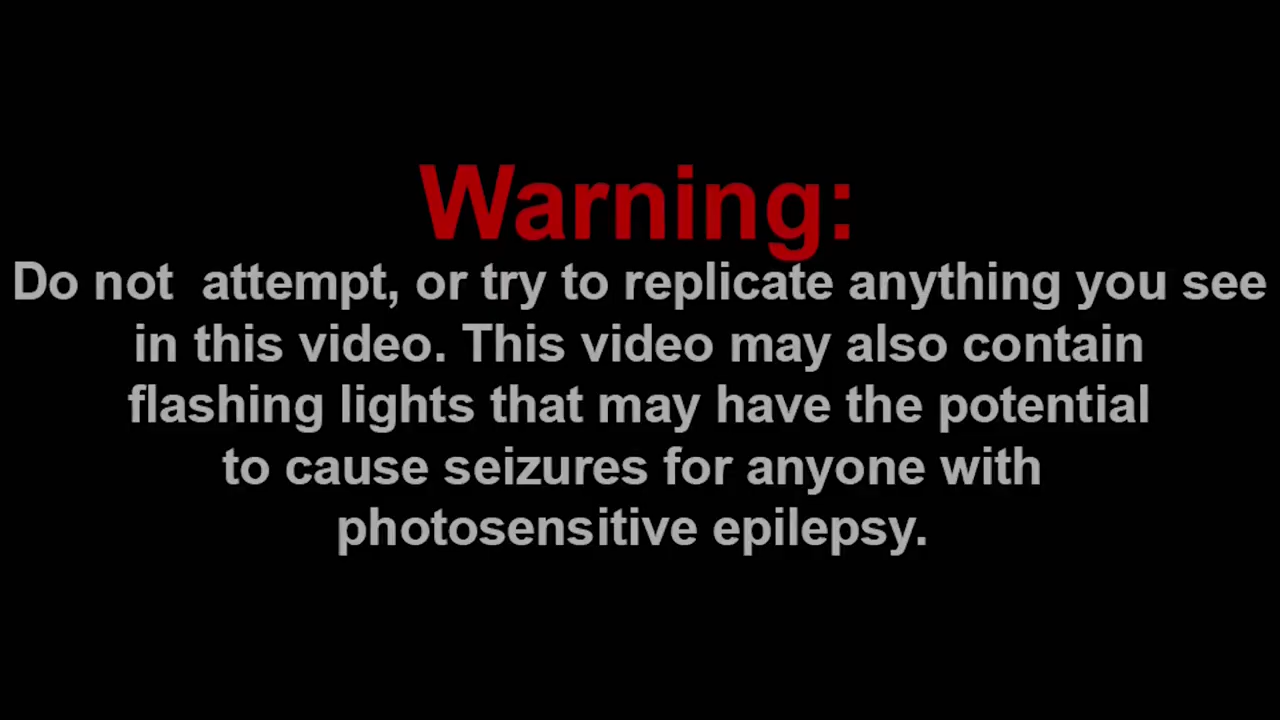 Warning:
Do not  attempt, or try to replicate anything you see
in this video. This video may also contain
flashing lights that may have the potential
to cause seizures for anyone with
photosensitive epilepsy.